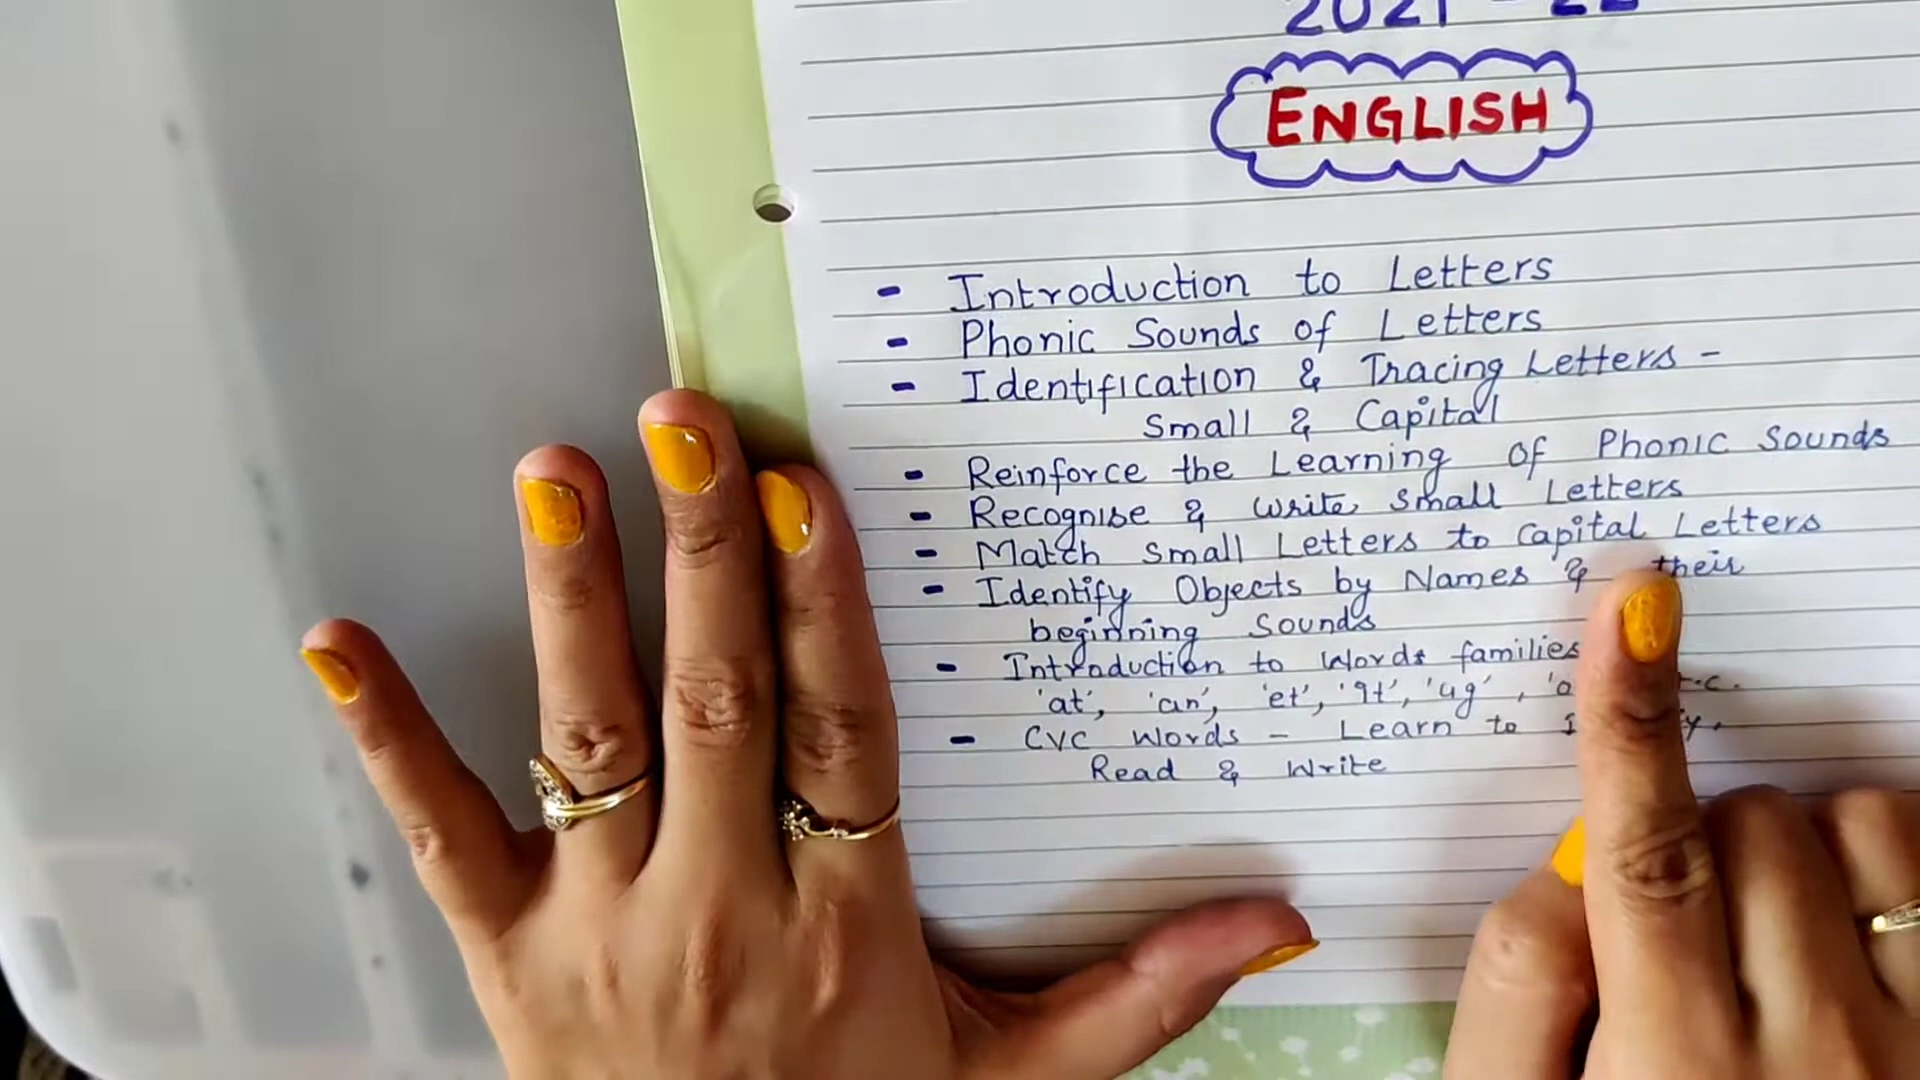 2021 - 22
ENGLISH
- Introduction to Letters
- Phonic Sounds of Letters
- Identification & Tracing Letters -
Small & Capital
- Reinforce the Learning of Phonic Sounds
- Recognise & Write Small Letters
- Match Small Letters to Capital Letters
- Identify Objects by Names & their
beginning Sounds
- Introduction to Words families
'at', 'an', 'et', 'it', 'ug',
- CVC Words - Learn to
Read & Write